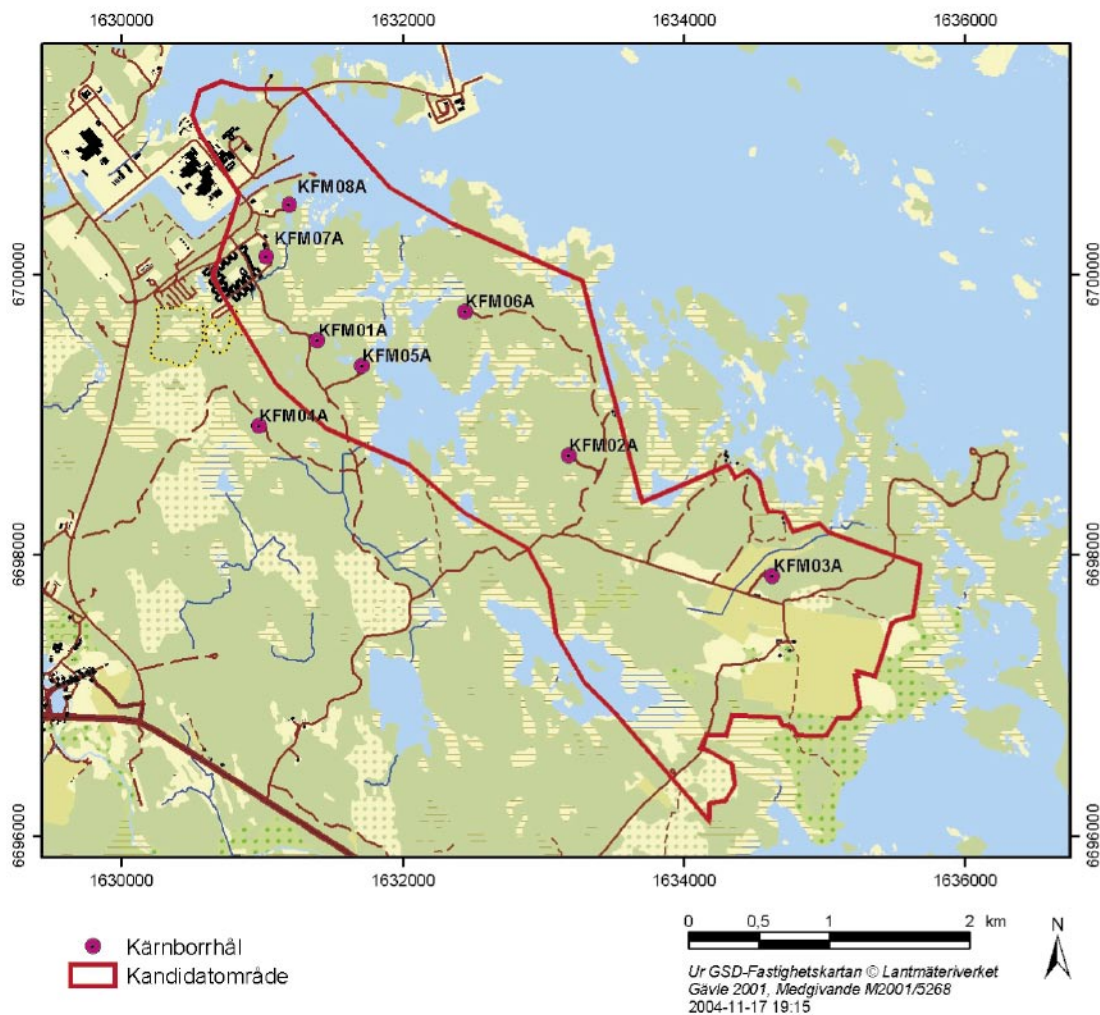 1630000 1632000 1634000 1636000
KFM08A
KFM07A
6700000 6700000
KFM06A
KFM01A
KFM05A
KFM04A
KFM02A
6698000 6698000
KFM03A
6696000 6696000
1630000 1632000 1634000 1636000
0 0,5 1 2 km
N
Kärnborrhål
Kandidatområde
Ur GSD-Fastighetskartan © Lantmäteriverket
Gävle 2001, Medgivande M2001/5268
2004-11-17 19:15